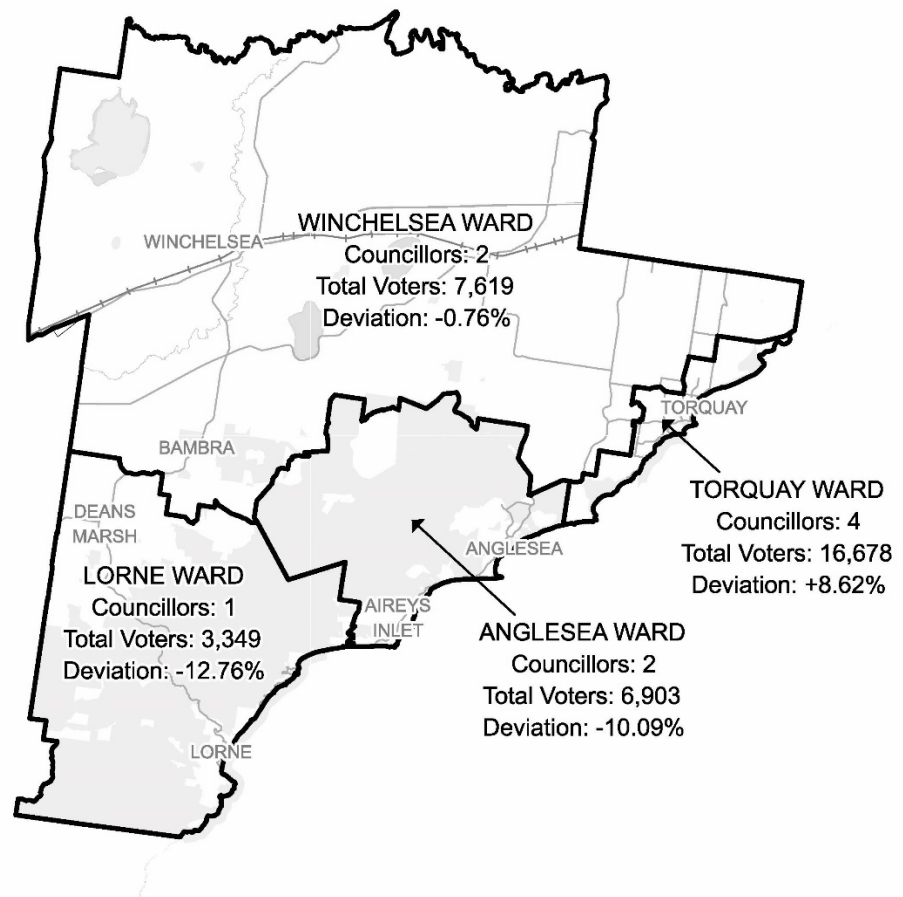 WINCHELSEA
WINCHELSEA WARD
Councillors: 2
Total Voters: 7,619
Deviation: -0.76%
TORQUAY
BAMBRA
TORQUAY WARD
Councillors: 4
Total Voters: 16,678
Deviation: +8.62%
DEANS
MARSH
ANGLESEA
LORNE WARD
Councillors: 1
Total Voters: 3,349
Deviation: -12.76%
AIREYS
INLET
ANGLESEA WARD
Councillors: 2
Total Voters: 6,903
Deviation: -10.09%
LORNE